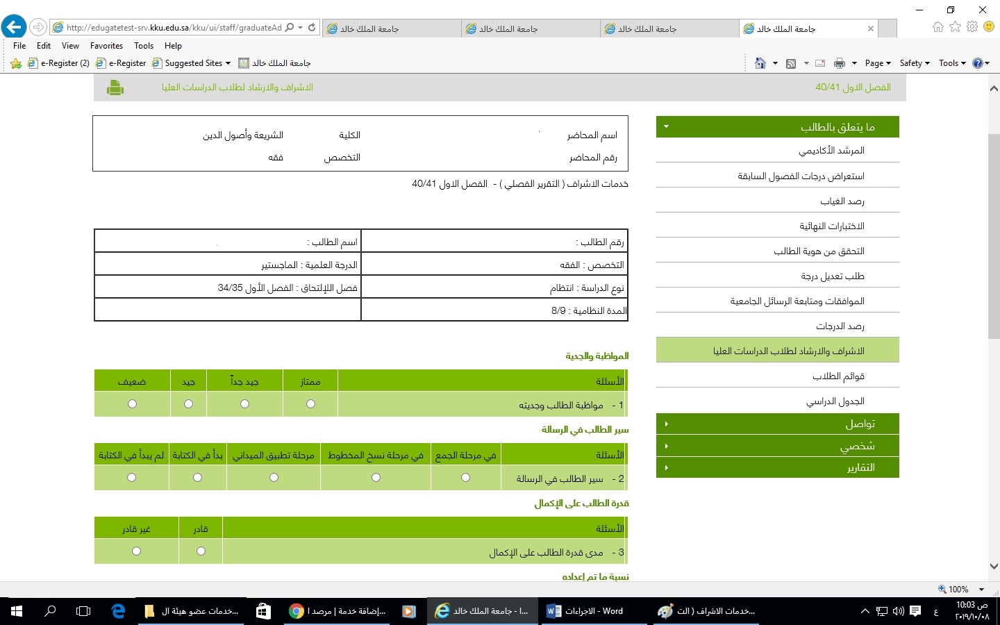 http://edugatetest-srv.kku.edu.sa/kku/ui/staff/graduateAd
جامعة الملك خالد
جامعة الملك خالد
جامعة الملك خالد
جامعة الملك خالد
File Edit View Favorites Tools Help
e-Register (2) e-Register Suggested Sites جامعة الملك خالد
Page Safety Tools
الفصل الاول 40/41
الاشراف والارشاد لطلاب الدراسات العليا
ما يتعلق بالطالب
المرشد الأكاديمي
استعراض درجات الفصول السابقة
رصد الغياب
الاختبارات النهائية
التحقق من هوية الطالب
طلب تعديل درجة
الموافقات ومتابعة الرسائل الجامعية
رصد الدرجات
الاشراف والارشاد لطلاب الدراسات العليا
قوائم الطلاب
الجدول الدراسي
تواصل
شخصي
التقارير
اسم المحاضر الكلية الشريعة وأصول الدين
رقم المحاضر التخصص فقه
خدمات الاشراف ( التقرير الفصلي ) - الفصل الاول 40/41
رقم الطالب : اسم الطالب :
التخصص : الفقه الدرجة العلمية : الماجستير
نوع الدراسة : انتظام فصل اللإلتحاق : الفصل الأول 34/35
المدة النظامية : 8/9
المواظبة والجدية
الأسئلة ممتاز جيد جداً جيد ضعيف
1 - مواظبة الطالب وجديته
سير الطالب في الرسالة
الأسئلة في مرحلة الجمع في مرحلة نسخ المخطوط مرحلة تطبيق الميداني بدأ في الكتابة لم يبدأ في الكتابة
2 - سير الطالب في الرسالة
قدرة الطالب على الإكمال
الأسئلة قادر غير قادر
3 - مدى قدرة الطالب على الإكمال
نسبة ما تم إعداده
100%
خدمات عضو هيئة ال...
إضافة خدمة | مرصد ا...
ا - جامعة الملك خالد...
الاجراءات - Word
خدمات الاشراف ( الت...
ع
10:03 ص
٢٠١٩/١٠/٠٨